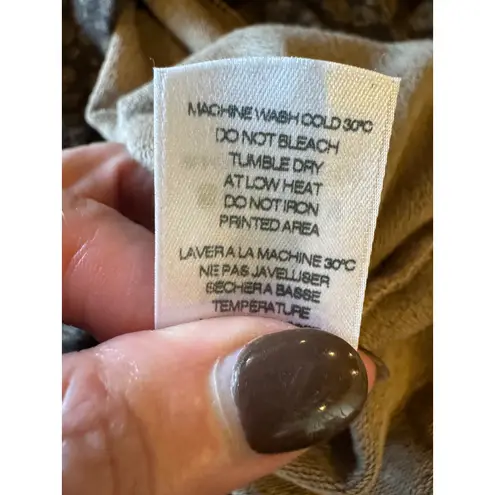 MACHINE WASH COLD 30°C
DO NOT BLEACH
TUMBLE DRY
AT LOW HEAT
DO NOT IRON
PRINTED AREA
LAVER A LA MACHINE 30°C
NE PAS JAVELLISER
SECHER A BASSE
TEMPERATURE